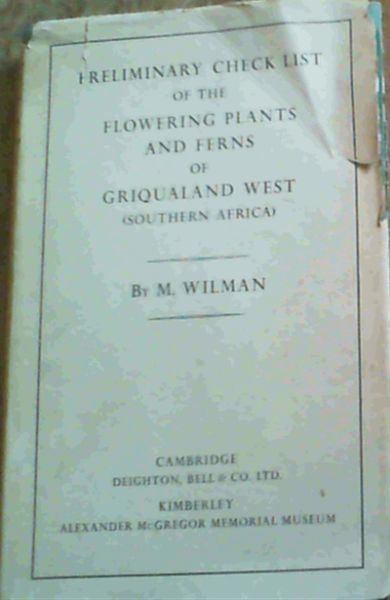 PRELIMINARY CHECK LIST
OF THE
FLOWERING PLANTS
AND FERNS
OF
GRIQUALAND WEST
(SOUTHERN AFRICA)
By M. WILMAN
CAMBRIDGE
DEIGHTON, BELL & CO. LTD.
KIMBERLEY
ALEXANDER McGREGOR MEMORIAL MUSEUM